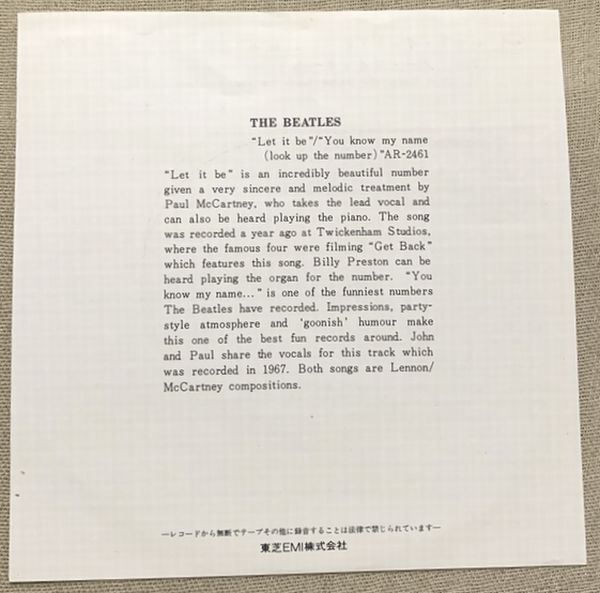 THE BEATLES
"Let it be"/"You know my name
(look up the number)"AR-2461
"Let it be" is an incredibly beautiful number
given a very sincere and melodic treatment by
Paul McCartney, who takes the lead vocal and
can also be heard playing the piano. The song
was recorded a year ago at Twickenham Studios,
where the famous four were filming "Get Back"
which features this song. Billy Preston can be
heard playing the organ for the number. "You
know my name..." is one of the funniest numbers
The Beatles have recorded. Impressions, party-
style atmosphere and 'goonish' humour make
this one of the best fun records around. John
and Paul share the vocals for this track which
was recorded in 1967. Both songs are Lennon/
McCartney compositions.
—レコードから無断でテープその他に録音することは法律で禁じられています—
東芝EMI株式会社